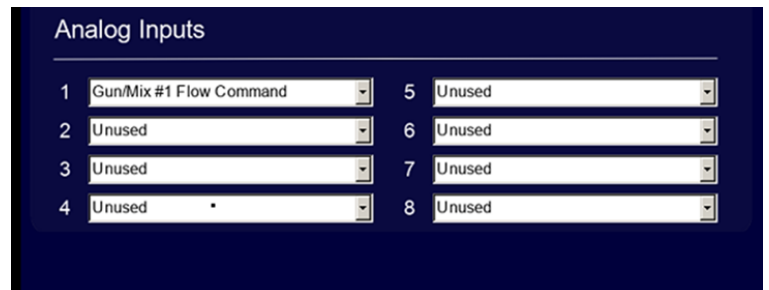 Analog Inputs
1 Gun/Mix #1 Flow Command 5 Unused
2 Unused 6 Unused
3 Unused 7 Unused
4 Unused 8 Unused